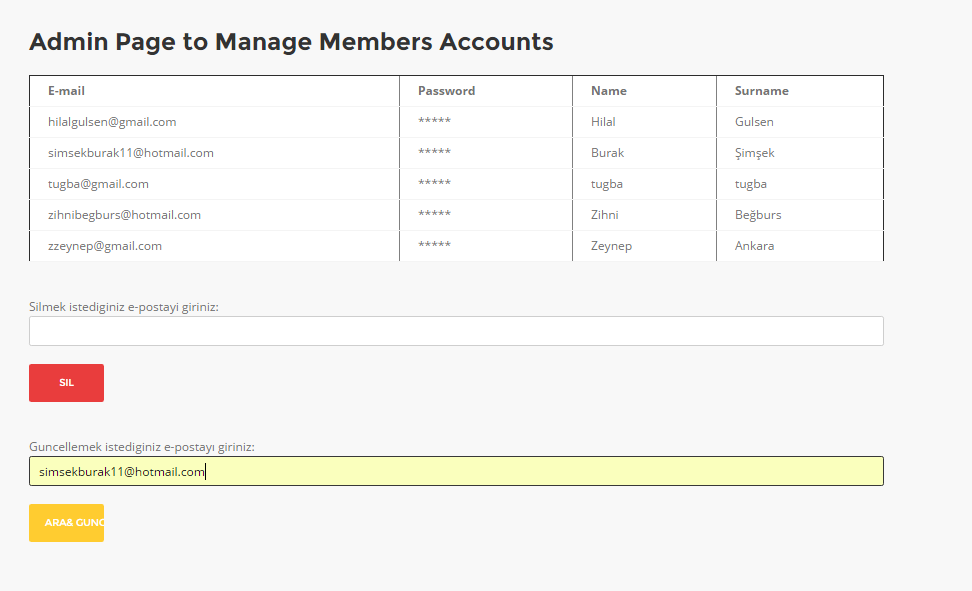 Admin Page to Manage Members Accounts
E-mail Password Name Surname
hilalgulsen@gmail.com ***** Hilal Gulsen
simsekburak11@hotmail.com ***** Burak Şimşek
tugba@gmail.com ***** tugba tugba
zihnibegburs@hotmail.com ***** Zihni Beğburs
zzeynep@gmail.com ***** Zeynep Ankara
Silmek istediginiz e-postayi giriniz:
SIL
Guncellemek istediginiz e-postayı giriniz:
simsekburak11@hotmail.com
ARA& GUNC